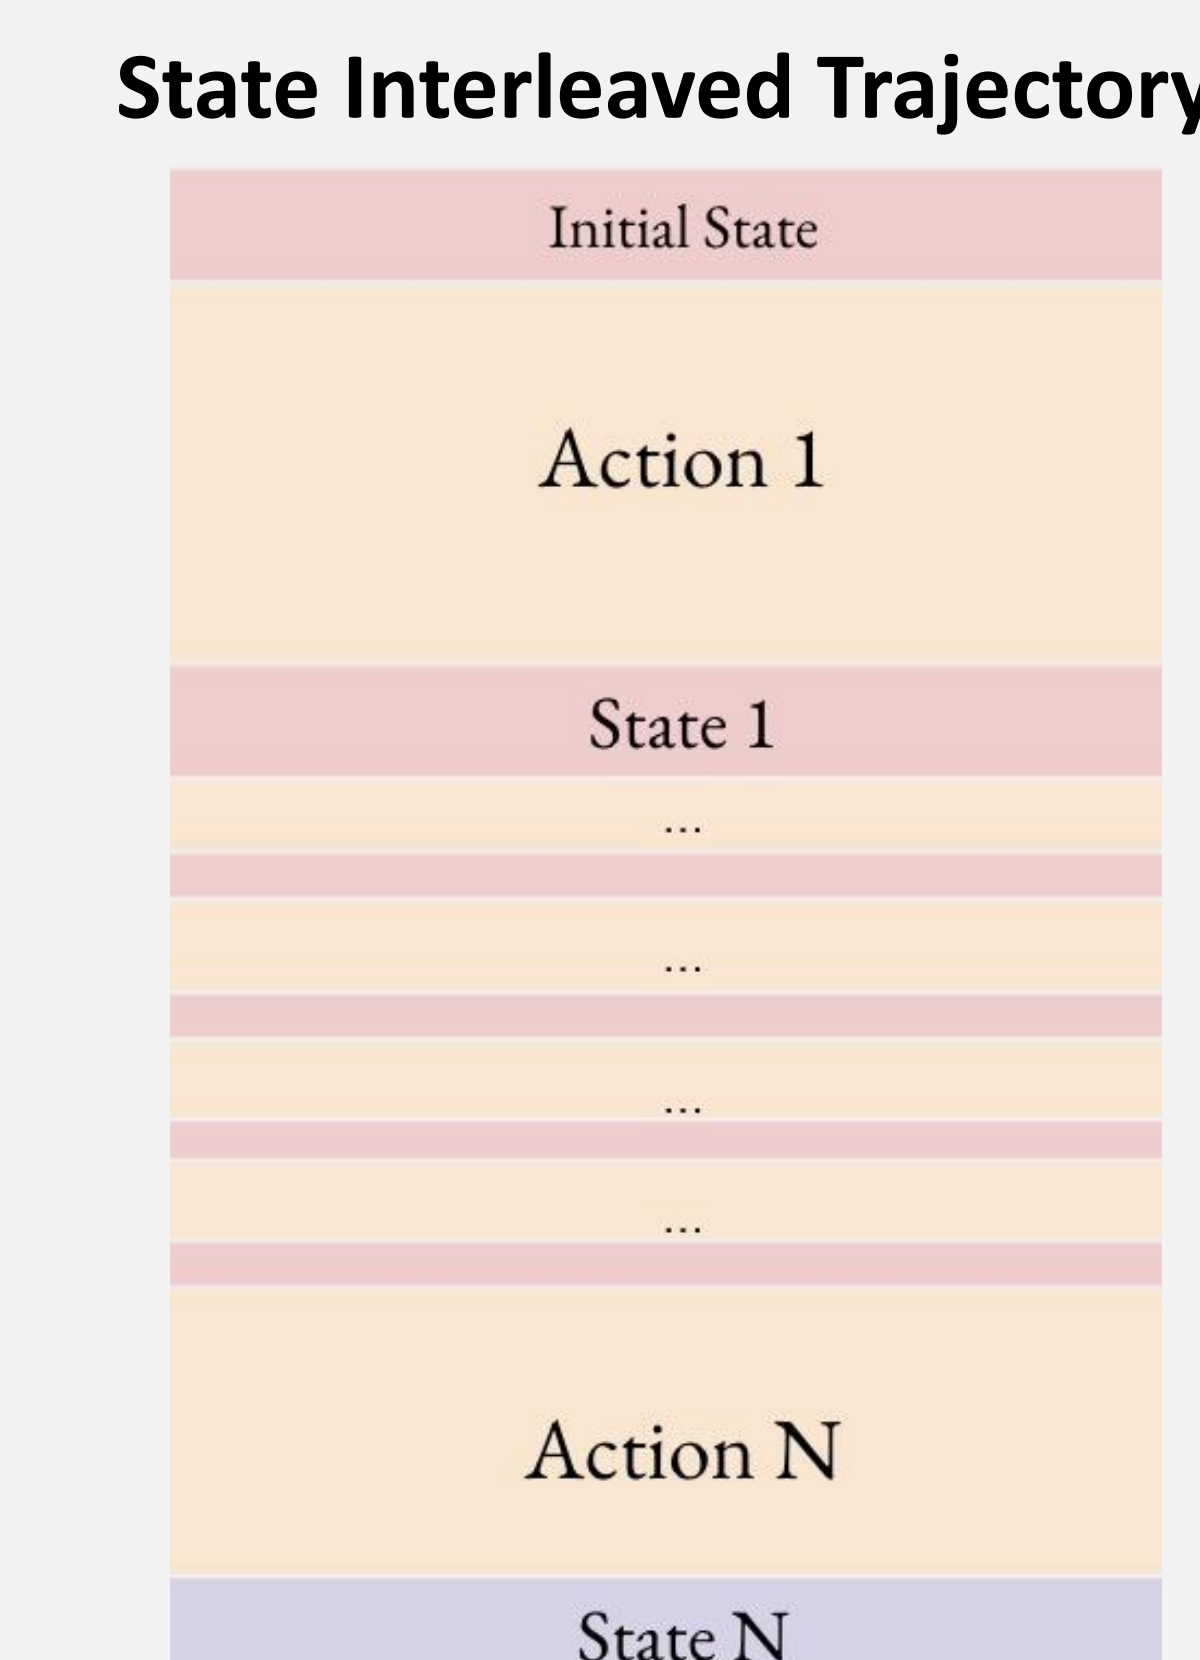 State Interleaved Trajectory
Initial State
Action 1
State 1
...
...
...
...
Action N
State N